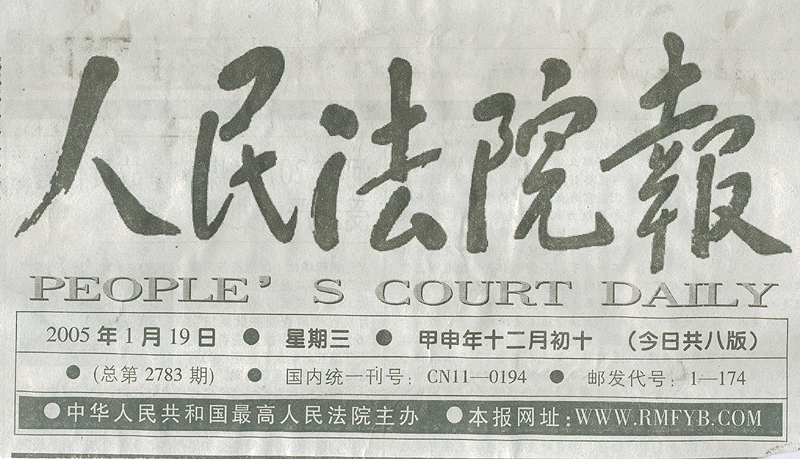 人民法院報
PEOPLE'S COURT DAILY
2005年1月19日 ● 星期三 ● 甲申年十二月初十 （今日共八版）
● (总第2783期) ● 国内统一刊号: CN11—0194 ● 邮发代号: 1—174
●中华人民共和国最高人民法院主办 ●本报网址:WWW.RMFYB.COM